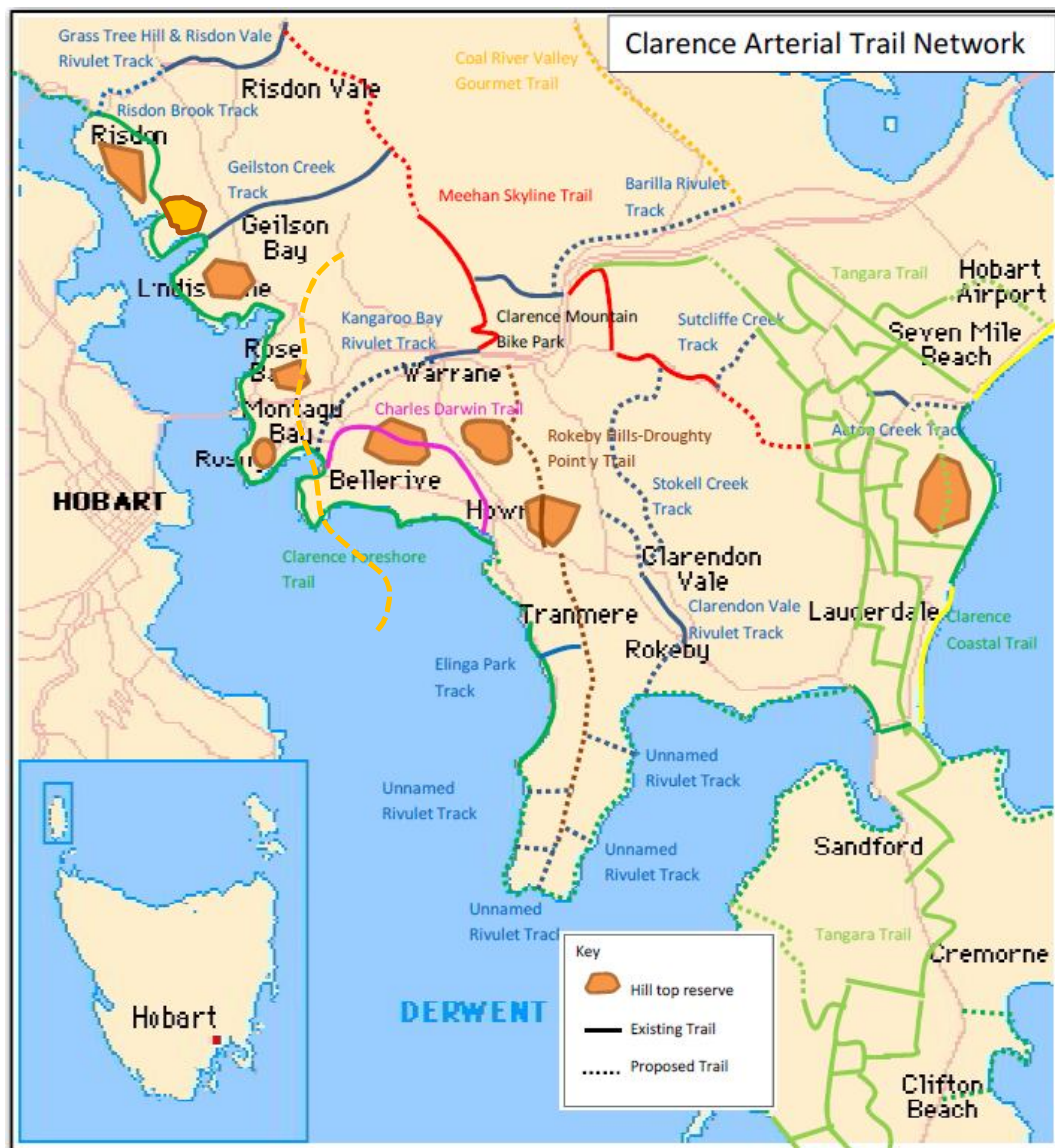 Clarence Arterial Trail Network
Grass Tree Hill & Risdon Vale
Rivulet Track
Coal River Valley
Gourmet Trail
Risdon Vale
Risdon Brook Track
Risdon
Geilston Creek
Track
Meehan Skyline Trail
Barilla Rivulet
Track
Geilson
Bay
Tangara Trail
Hobart
Airport
Kangaroo Bay
Rivulet Track
Clarence Mountain
Bike Park
Sutcliffe Creek
Track
Seven Mile
Beach
Rose
Warrane
Montagu
Bay
Charles Darwin Trail
Acton Creek Track
Rokeby Hills-Droughty
Point y Trail
HOBART
Bellerive
Stokell Creek
Track
Clarence Foreshore
Trail
Clarendon
Vale
Tranmere
Clarendon Vale
Rivulet Track
Lauderdale
Clarence
Coastal Trail
Rokeby
Elinga Park
Track
Unnamed
Rivulet Track
Unnamed
Rivulet Track
Sandford
Unnamed
Rivulet Track
Unnamed
Rivulet Track
Tangara Trail
Cremorne
Key
Hill top reserve
Existing Trail
Proposed Trail
DERWENT
Hobart
Clifton
Beach